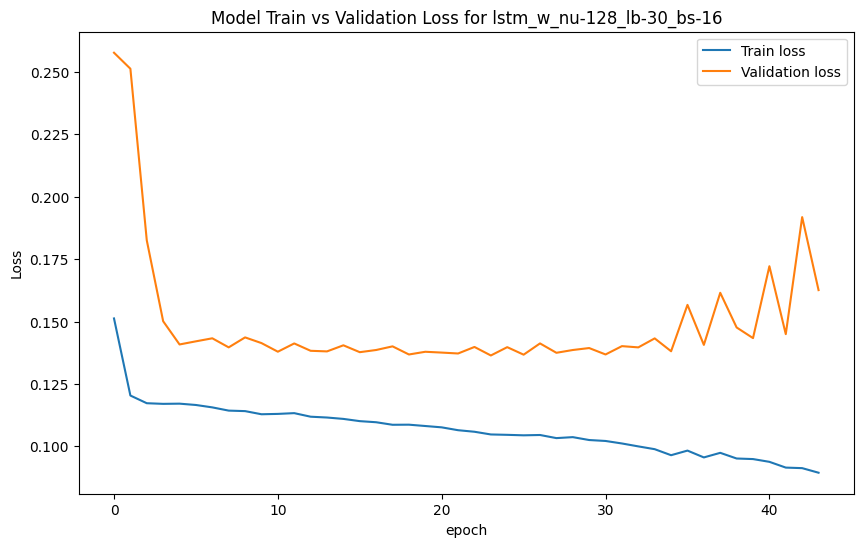 Model Train vs Validation Loss for lstm_w_nu-128_lb-30_bs-16
Train loss
Validation loss
0.250
0.225
0.200
0.175
0.150
0.125
0.100
Loss
0 10 20 30 40
epoch